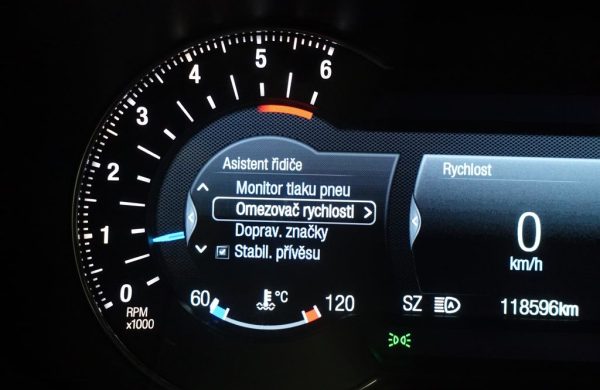 6
5
4
3
2
1
0
RPM
x1000
Asistent řidiče
Monitor tlaku pneu
Omezovač rychlosti
Doprav. značky
Stabil. přívěsu
60 °C 120
Rychlost
0
km/h
SZ A 118596km